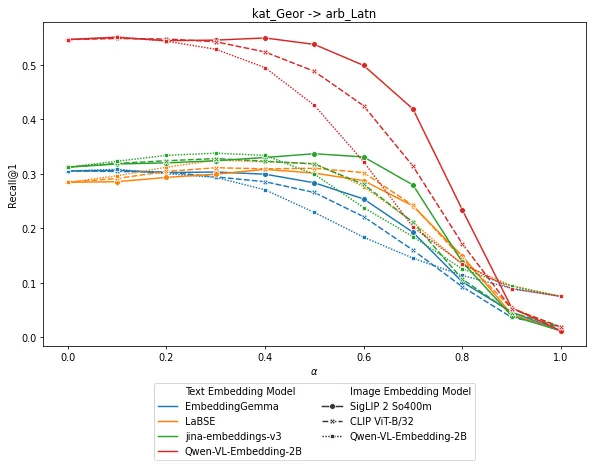 kat_Geor -> arb_Latn
Recall@1
0.5
0.4
0.3
0.2
0.1
0.0
0.0 0.2 0.4 0.6 0.8 1.0
α
Text Embedding Model Image Embedding Model
EmbeddingGemma SigLIP 2 So400m
LaBSE CLIP ViT-B/32
jina-embeddings-v3 Qwen-VL-Embedding-2B
Qwen-VL-Embedding-2B